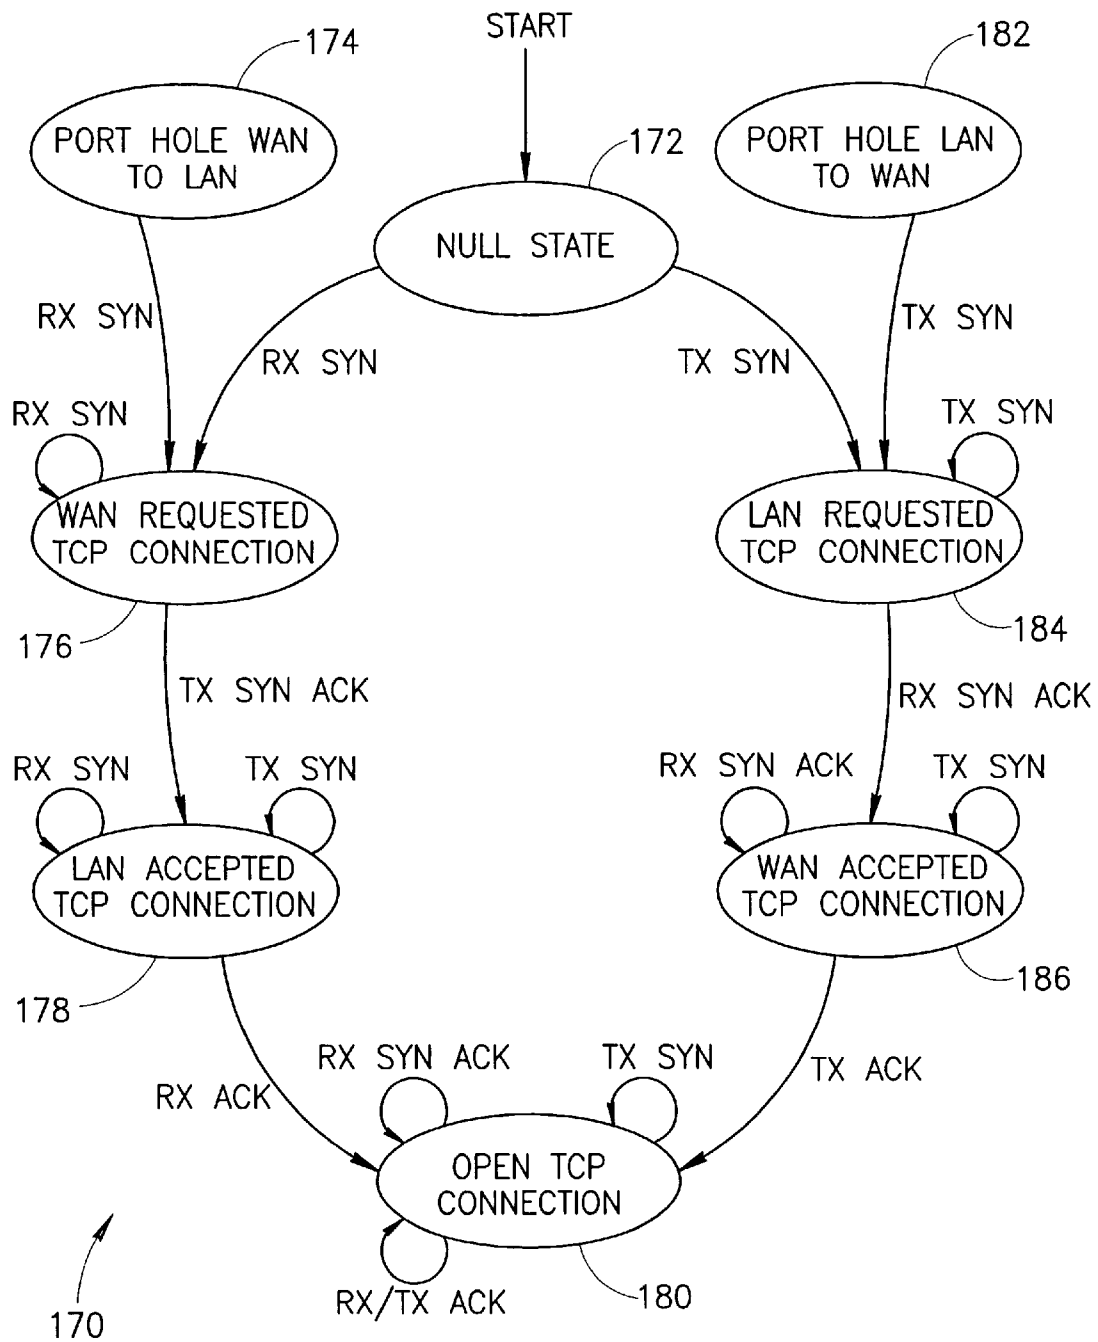 START
174
182
PORT HOLE WAN
TO LAN
172
PORT HOLE LAN
TO WAN
NULL STATE
RX SYN
RX SYN
TX SYN
TX SYN
RX SYN
TX SYN
WAN REQUESTED
TCP CONNECTION
LAN REQUESTED
TCP CONNECTION
176
184
TX SYN ACK
RX SYN ACK
RX SYN
TX SYN
RX SYN ACK
TX SYN
LAN ACCEPTED
TCP CONNECTION
WAN ACCEPTED
TCP CONNECTION
178
186
RX ACK
RX SYN ACK
TX SYN
TX ACK
OPEN TCP
CONNECTION
RX/TX ACK
180
170